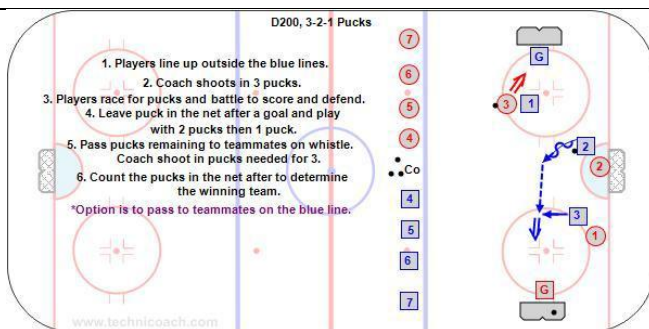 D200, 3-2-1 Pucks
1. Players line up outside the blue lines.
2. Coach shoots in 3 pucks.
3. Players race for pucks and battle to score and defend.
4. Leave puck in the net after a goal and play
with 2 pucks then 1 puck.
5. Pass pucks remaining to teammates on whistle.
Coach shoot in pucks needed for 3.
6. Count the pucks in the net after to determine
the winning team.
*Option is to pass to teammates on the blue line.
www.technicoach.com
7
6
5
4
Co
4
5
6
7
G
3
1
2
2
3
1
G